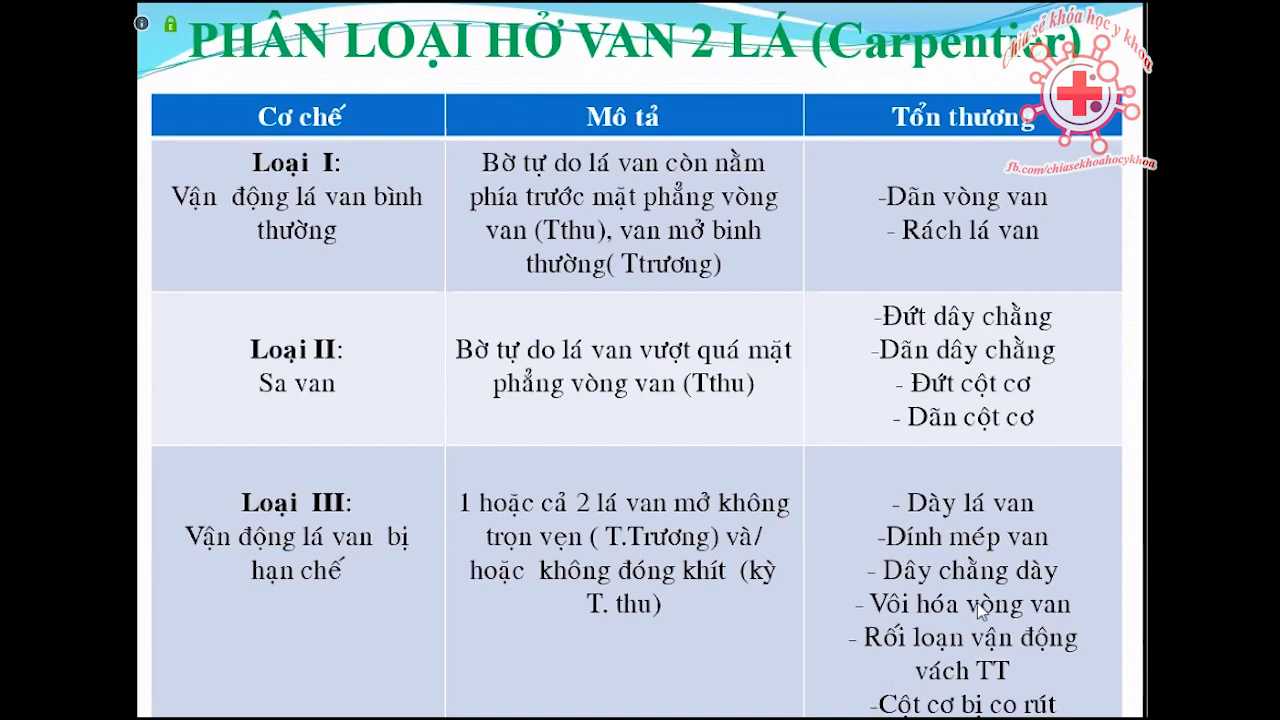 PHÂN LOẠI HỞ VAN 2 LÁ (Carpentier)
Chia sẻ khóa học y khoa
fb.com/chiasekhoahocykhoa
Cơ chế
Mô tả
Tổn thương
Loại I:
Vận động lá van bình
thường
Bờ tự do lá van còn nằm
phía trước mặt phẳng vòng
van (Tthu), van mở binh
thường( Ttrương)
-Dãn vòng van
- Rách lá van
Loại II:
Sa van
Bờ tự do lá van vượt quá mặt
phẳng vòng van (Tthu)
-Đứt dây chằng
-Dãn dây chằng
- Đứt cột cơ
- Dãn cột cơ
Loại III:
Vận động lá van bị
hạn chế
1 hoặc cả 2 lá van mở không
trọn vẹn ( T.Trương) và/
hoặc không đóng khít (kỳ
T. thu)
- Dày lá van
-Dính mép van
- Dây chằng dày
- Vôi hóa vòng van
- Rối loạn vận động
vách TT
-Cột cơ bị co rút